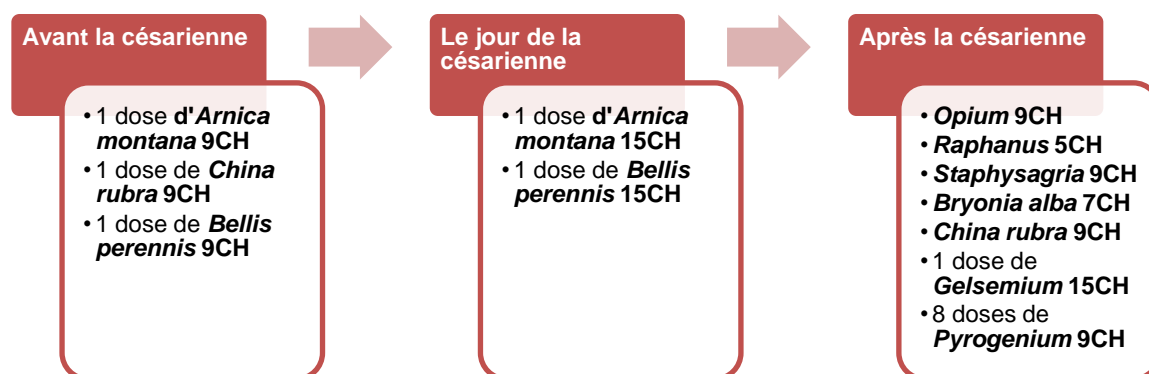 Avant la césarienne
• 1 dose d'Arnica
montana 9CH
• 1 dose de China
rubra 9CH
• 1 dose de Bellis
perennis 9CH
Le jour de la
césarienne
• 1 dose d'Arnica
montana 15CH
• 1 dose de Bellis
perennis 15CH
Après la césarienne
• Opium 9CH
• Raphanus 5CH
• Staphysagria 9CH
• Bryonia alba 7CH
• China rubra 9CH
• 1 dose de
Gelsemium 15CH
• 8 doses de
Pyrogenium 9CH